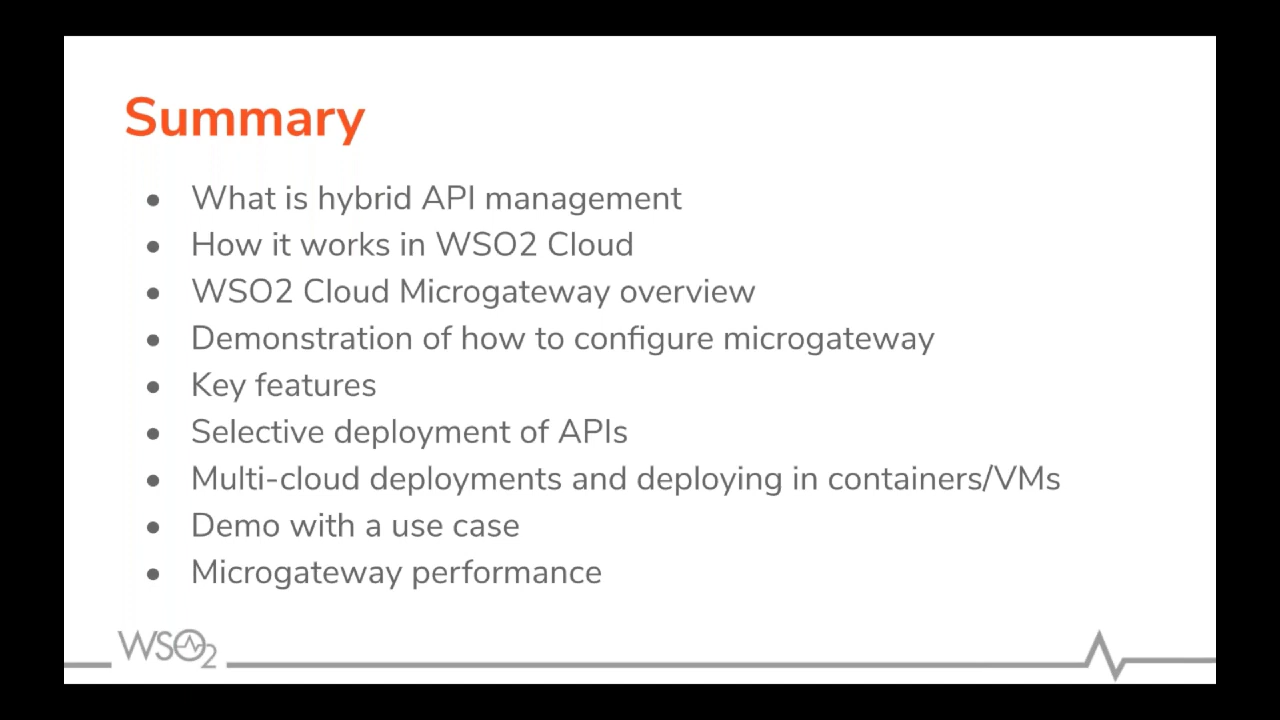 Summary
● What is hybrid API management
● How it works in WSO2 Cloud
● WSO2 Cloud Microgateway overview
● Demonstration of how to configure microgateway
● Key features
● Selective deployment of APIs
● Multi-cloud deployments and deploying in containers/VMs
● Demo with a use case
● Microgateway performance
WSO2